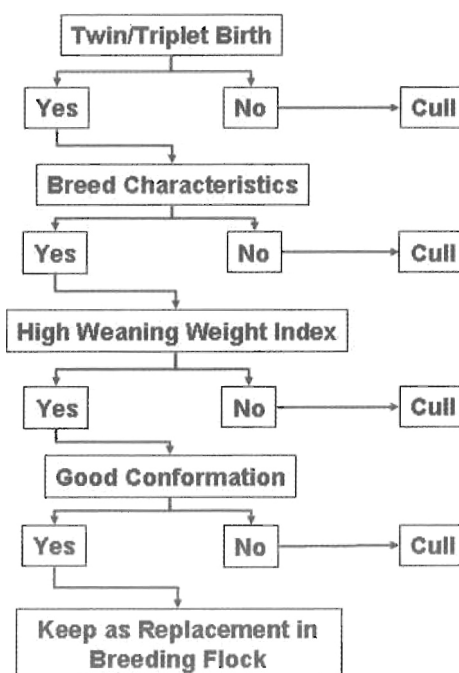 Twin/Triplet Birth
Yes
No
Cull
Breed Characteristics
Yes
No
Cull
High Weaning Weight Index
Yes
No
Cull
Good Conformation
Yes
No
Cull
Keep as Replacement in
Breeding Flock